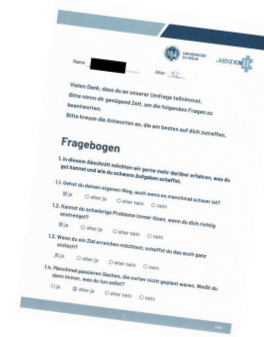 UNIVERSITÄT
ZU KÖLN
Name
Alter 12
Vielen Dank, dass du an unserer Umfrage teilnimmst.
Bitte nimm dir genügend Zeit, um die folgenden Fragen zu
beantworten.
Bitte kreuze die Antworten an, die am besten auf dich zutreffen.
Fragebogen
1. In diesem Abschnitt möchten wir gerne mehr darüber erfahren, was du
gut kannst und wie du schwere Aufgaben schaffst.
1.1. Gehst du deinen eigenen Weg, auch wenn es manchmal schwer ist?
ja eher ja eher nein nein
1.2. Kannst du schwierige Probleme immer lösen, wenn du dich richtig
anstrengst?
ja eher ja eher nein nein
1.3. Wenn du ein Ziel erreichen möchtest, schaffst du das auch ganz
einfach?
ja eher ja eher nein nein
1.4. Manchmal passieren Sachen, die vorher nicht geplant waren. Weißt du
dann immer, was du tun sollst?
ja eher ja eher nein nein